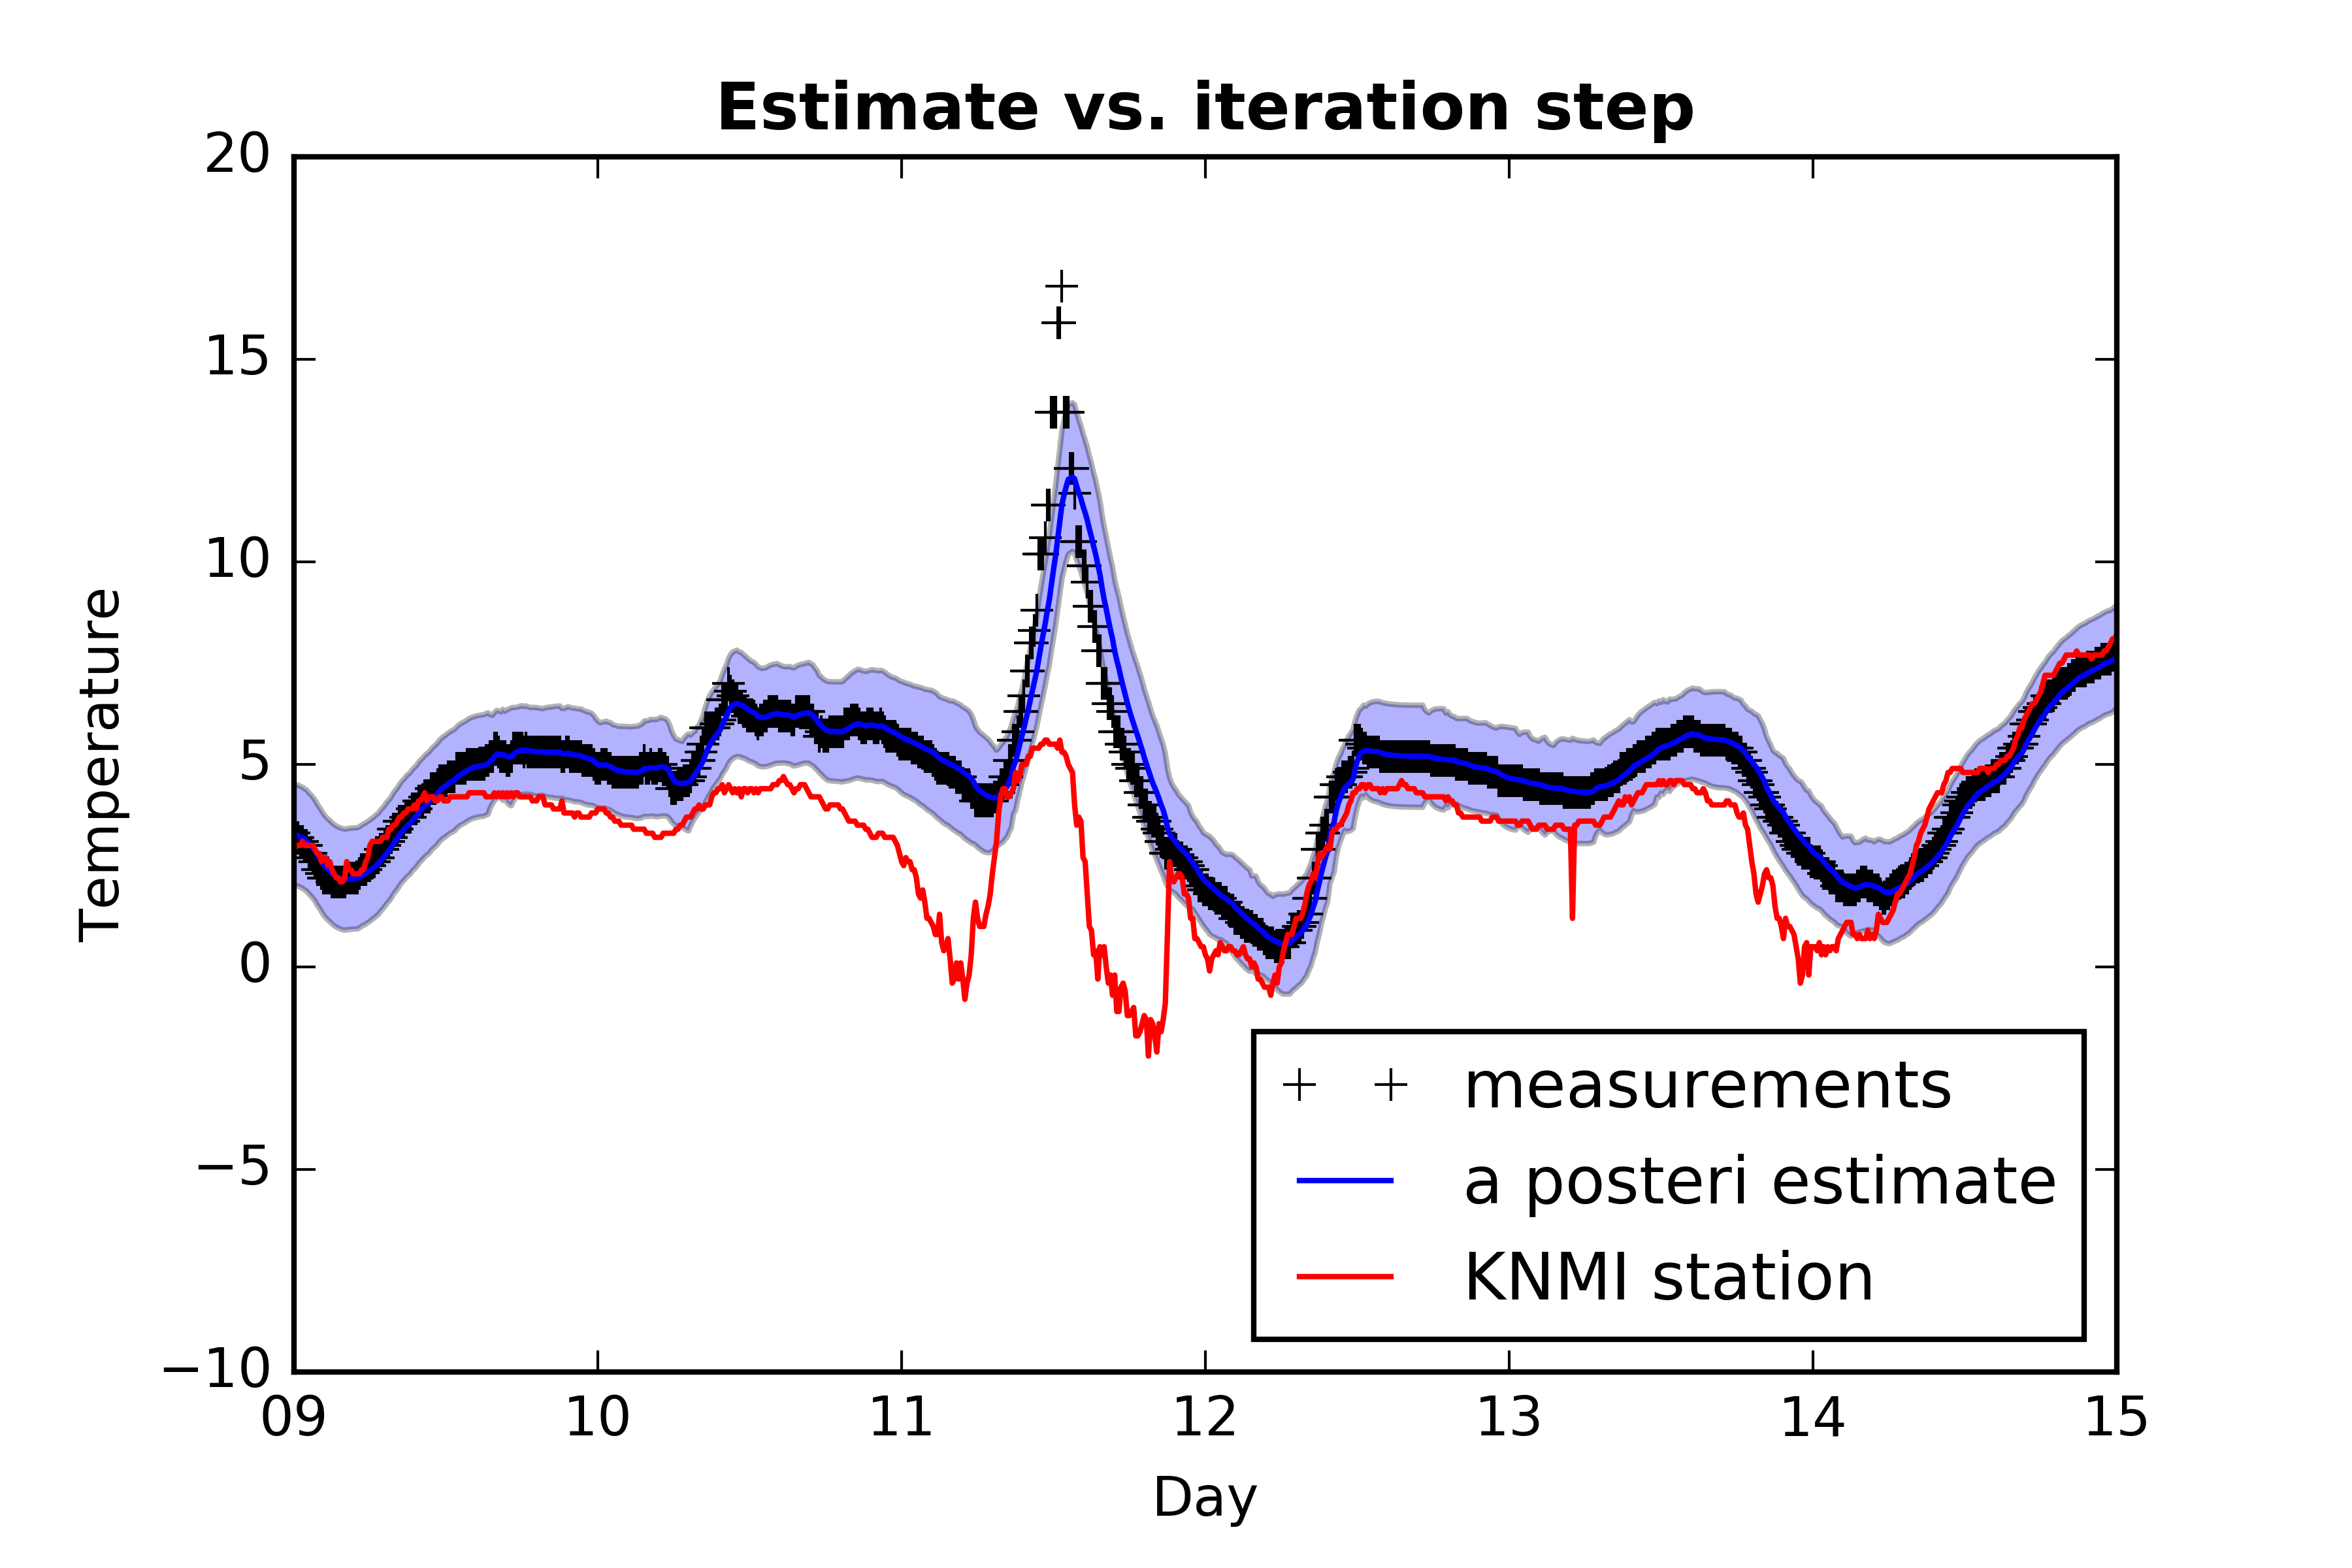 Estimate vs. iteration step
20
15
10
5
0
−5
−10
Temperature
measurements
a posteri estimate
KNMI station
09 10 11 12 13 14 15
Day